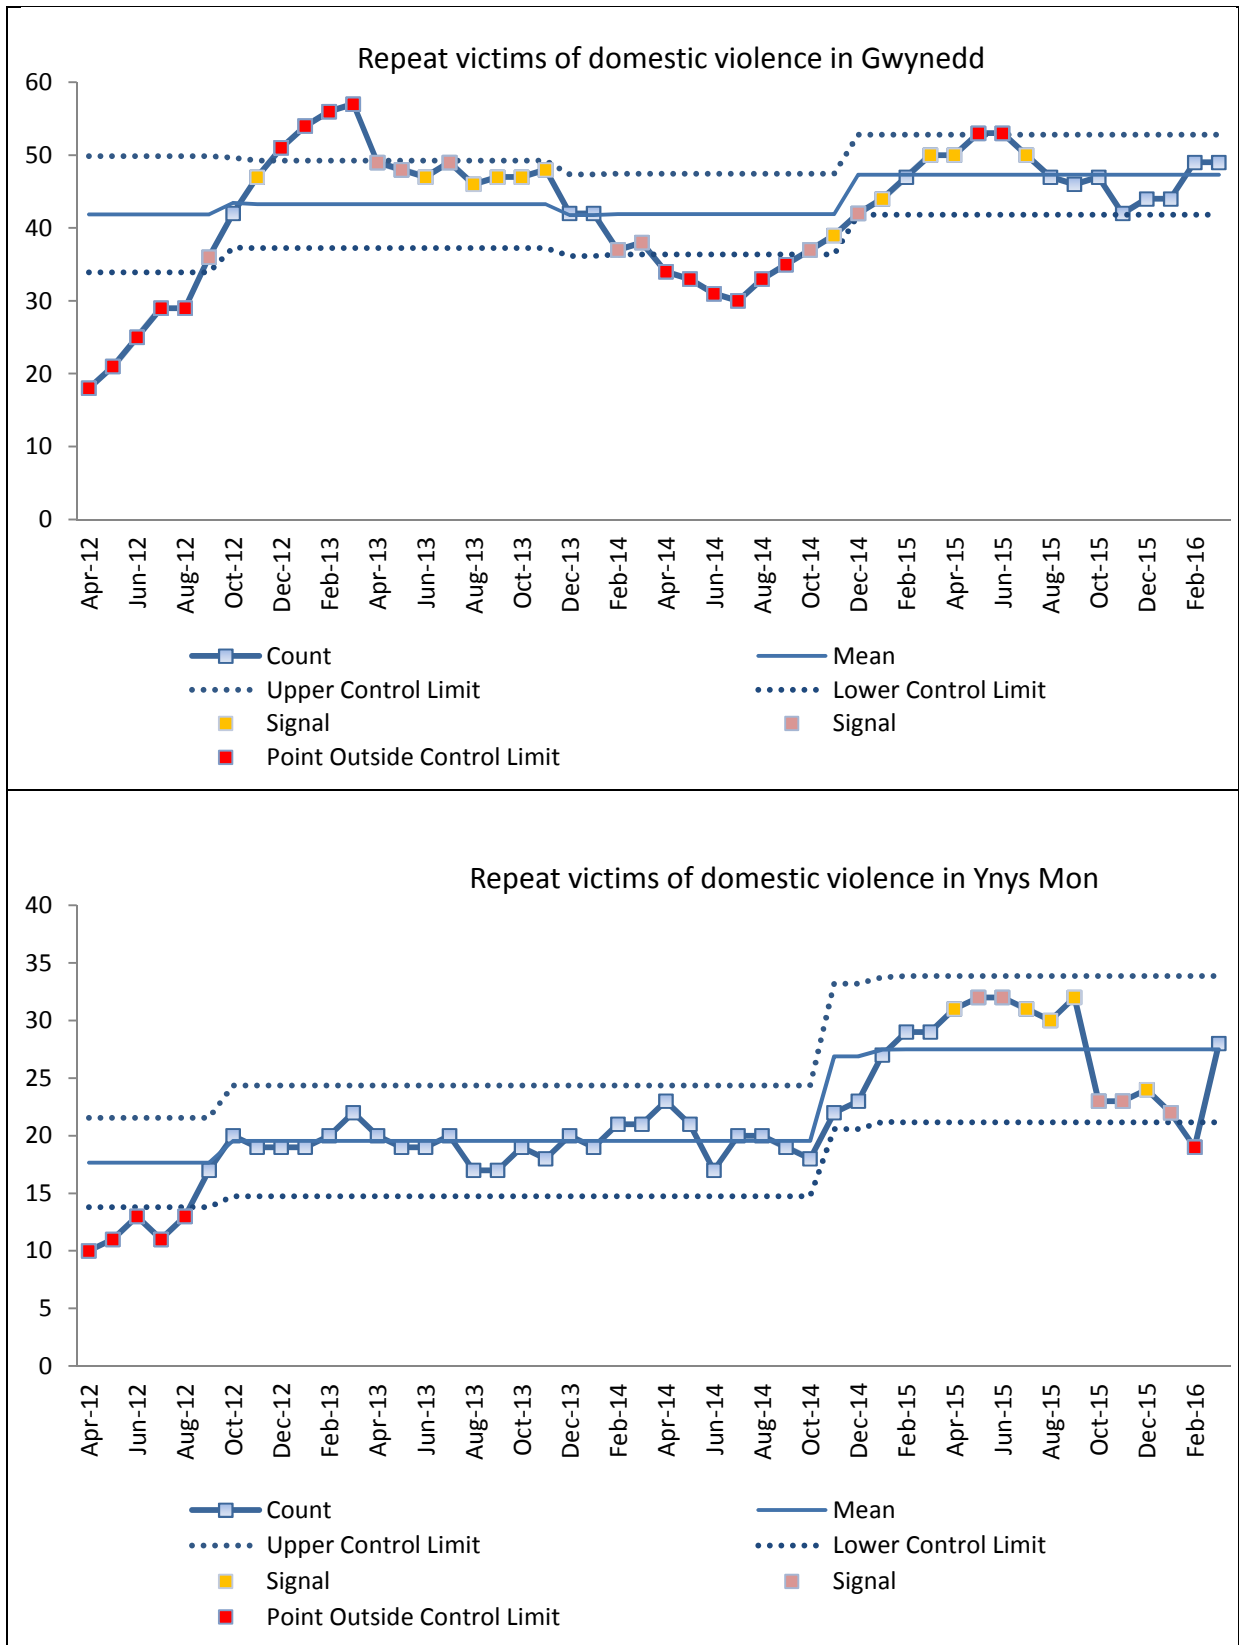 Repeat victims of domestic violence in Gwynedd
60
50
40
30
20
10
0
Apr-12 Jun-12 Aug-12 Oct-12 Dec-12 Feb-13 Apr-13 Jun-13 Aug-13 Oct-13 Dec-13 Feb-14 Apr-14 Jun-14 Aug-14 Oct-14 Dec-14 Feb-15 Apr-15 Jun-15 Aug-15 Oct-15 Dec-15 Feb-16
Count Mean
Upper Control Limit Lower Control Limit
Signal Signal
Point Outside Control Limit
Repeat victims of domestic violence in Ynys Mon
40
35
30
25
20
15
10
5
0
Apr-12 Jun-12 Aug-12 Oct-12 Dec-12 Feb-13 Apr-13 Jun-13 Aug-13 Oct-13 Dec-13 Feb-14 Apr-14 Jun-14 Aug-14 Oct-14 Dec-14 Feb-15 Apr-15 Jun-15 Aug-15 Oct-15 Dec-15 Feb-16
Count Mean
Upper Control Limit Lower Control Limit
Signal Signal
Point Outside Control Limit